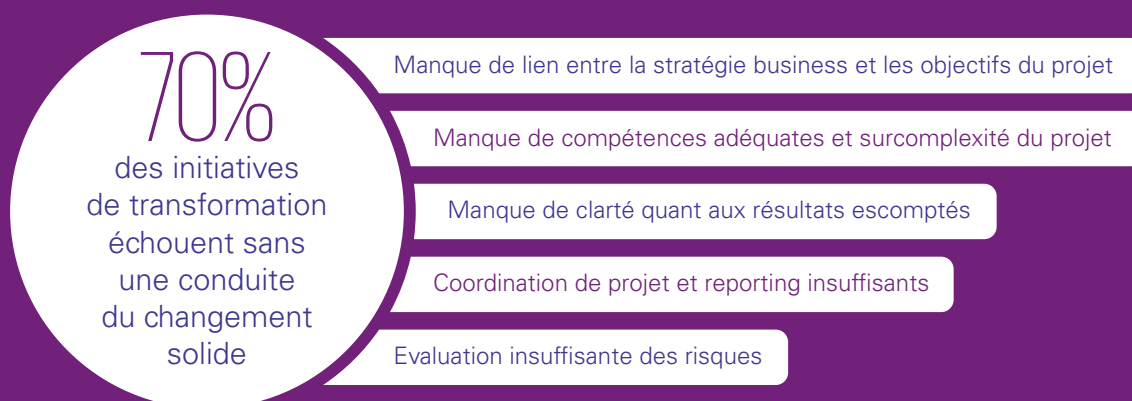 70%
des initiatives
de transformation
échouent sans
une conduite
du changement
solide
Manque de lien entre la stratégie business et les objectifs du projet
Manque de compétences adéquates et surcomplexité du projet
Manque de clarté quant aux résultats escomptés
Coordination de projet et reporting insuffisants
Evaluation insuffisante des risques